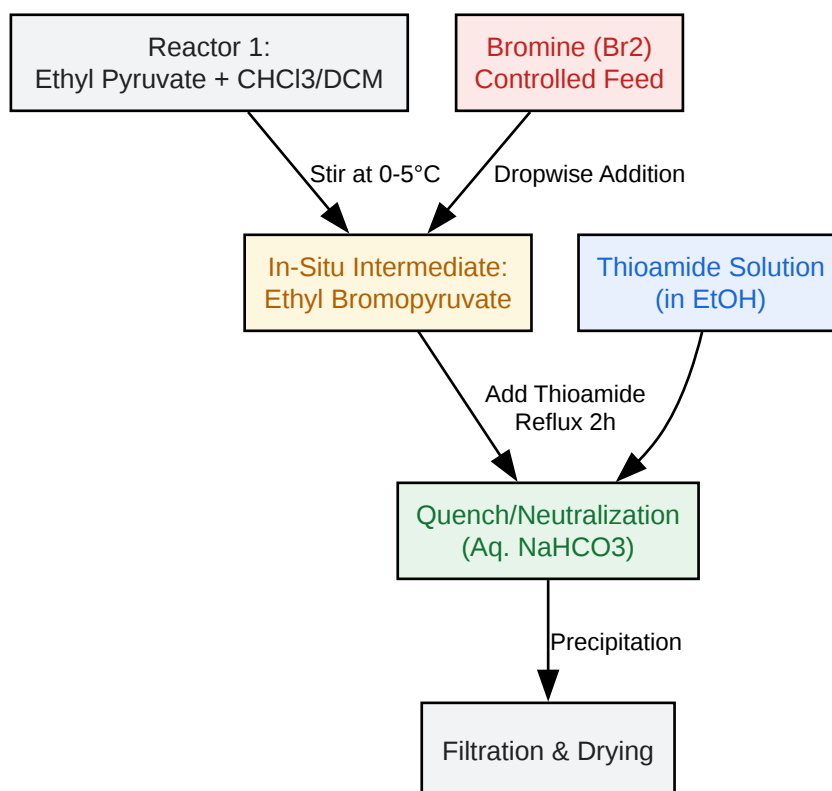 Reactor 1:
Ethyl Pyruvate + CHCl3/DCM
Bromine (Br2)
Controlled Feed
Stir at 0-5°C
Dropwise Addition
In-Situ Intermediate:
Ethyl Bromopyruvate
Thioamide Solution
(in EtOH)
Add Thioamide
Reflux 2h
Quench/Neutralization
(Aq. NaHCO3)
Precipitation
Filtration & Drying